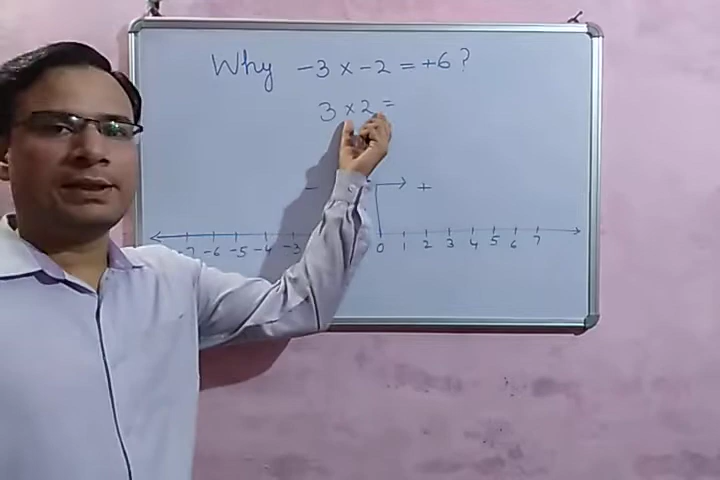 Why -3 x -2 = +6?
3 x 2 =
- +
-7 -6 -5 -4 -3 0 1 2 3 4 5 6 7